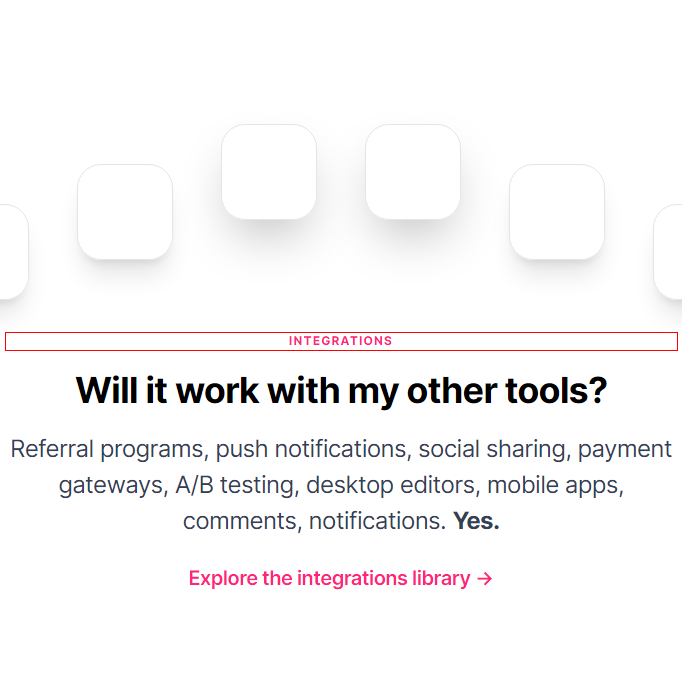 INTEGRATIONS
Will it work with my other tools?
Referral programs, push notifications, social sharing, payment
gateways, A/B testing, desktop editors, mobile apps,
comments, notifications. Yes.
Explore the integrations library →